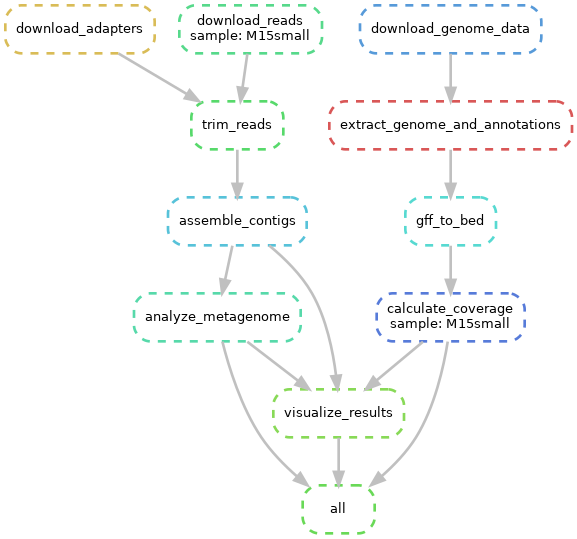 download_adapters
download_reads
sample: M15small
download_genome_data
trim_reads
extract_genome_and_annotations
assemble_contigs
gff_to_bed
analyze_metagenome
calculate_coverage
sample: M15small
visualize_results
all